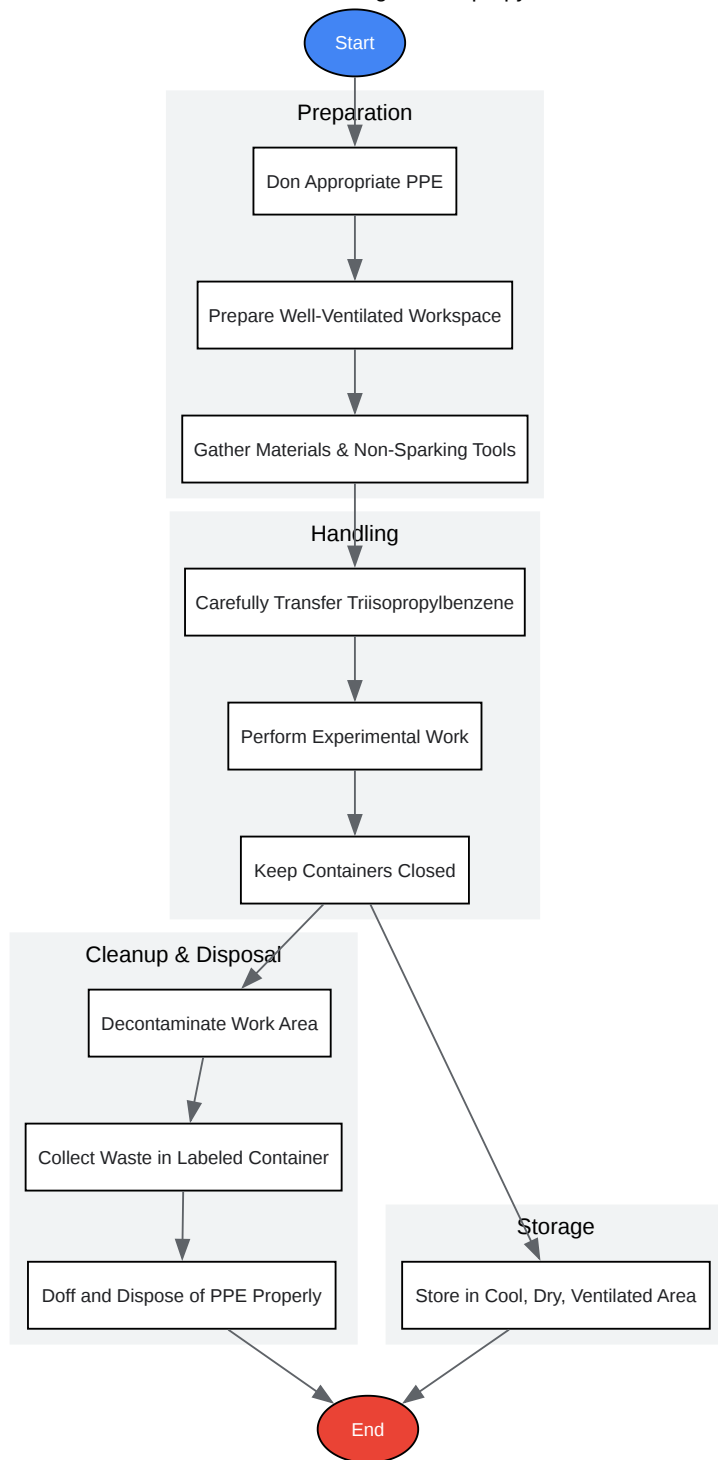 Start
Preparation
Don Appropriate PPE
Prepare Well-Ventilated Workspace
Gather Materials & Non-Sparking Tools
Handling
Carefully Transfer Triisopropylbenzene
Perform Experimental Work
Keep Containers Closed
Cleanup & Disposal
Decontaminate Work Area
Collect Waste in Labeled Container
Doff and Dispose of PPE Properly
Storage
Store in Cool, Dry, Ventilated Area
End